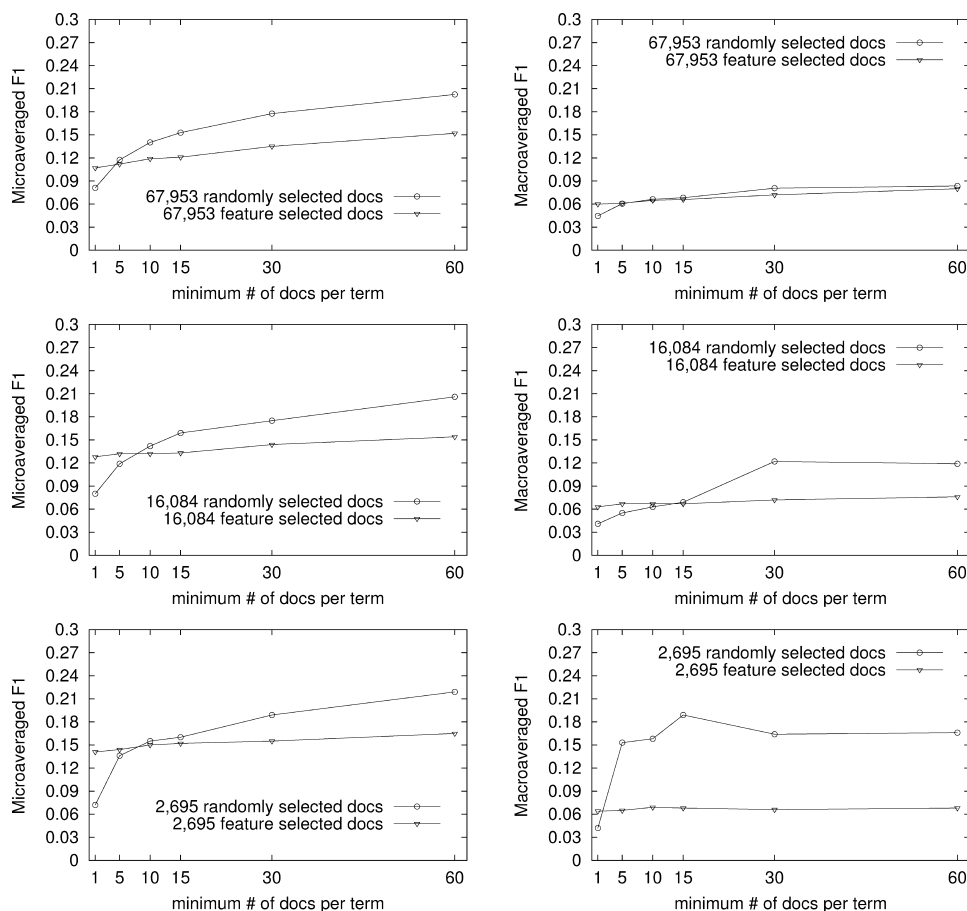 0.3
0.27
0.24
0.21
0.18
0.15
0.12
0.09
0.06
0.03
0
Microaveraged F1
67,953 randomly selected docs
67,953 feature selected docs
1 5 10 15 30 60
minimum # of docs per term
0.3
0.27
0.24
0.21
0.18
0.15
0.12
0.09
0.06
0.03
0
Macroaveraged F1
67,953 randomly selected docs
67,953 feature selected docs
1 5 10 15 30 60
minimum # of docs per term
0.3
0.27
0.24
0.21
0.18
0.15
0.12
0.09
0.06
0.03
0
Microaveraged F1
16,084 randomly selected docs
16,084 feature selected docs
1 5 10 15 30 60
minimum # of docs per term
0.3
0.27
0.24
0.21
0.18
0.15
0.12
0.09
0.06
0.03
0
Macroaveraged F1
16,084 randomly selected docs
16,084 feature selected docs
1 5 10 15 30 60
minimum # of docs per term
0.3
0.27
0.24
0.21
0.18
0.15
0.12
0.09
0.06
0.03
0
Microaveraged F1
2,695 randomly selected docs
2,695 feature selected docs
1 5 10 15 30 60
minimum # of docs per term
0.3
0.27
0.24
0.21
0.18
0.15
0.12
0.09
0.06
0.03
0
Macroaveraged F1
2,695 randomly selected docs
2,695 feature selected docs
1 5 10 15 30 60
minimum # of docs per term